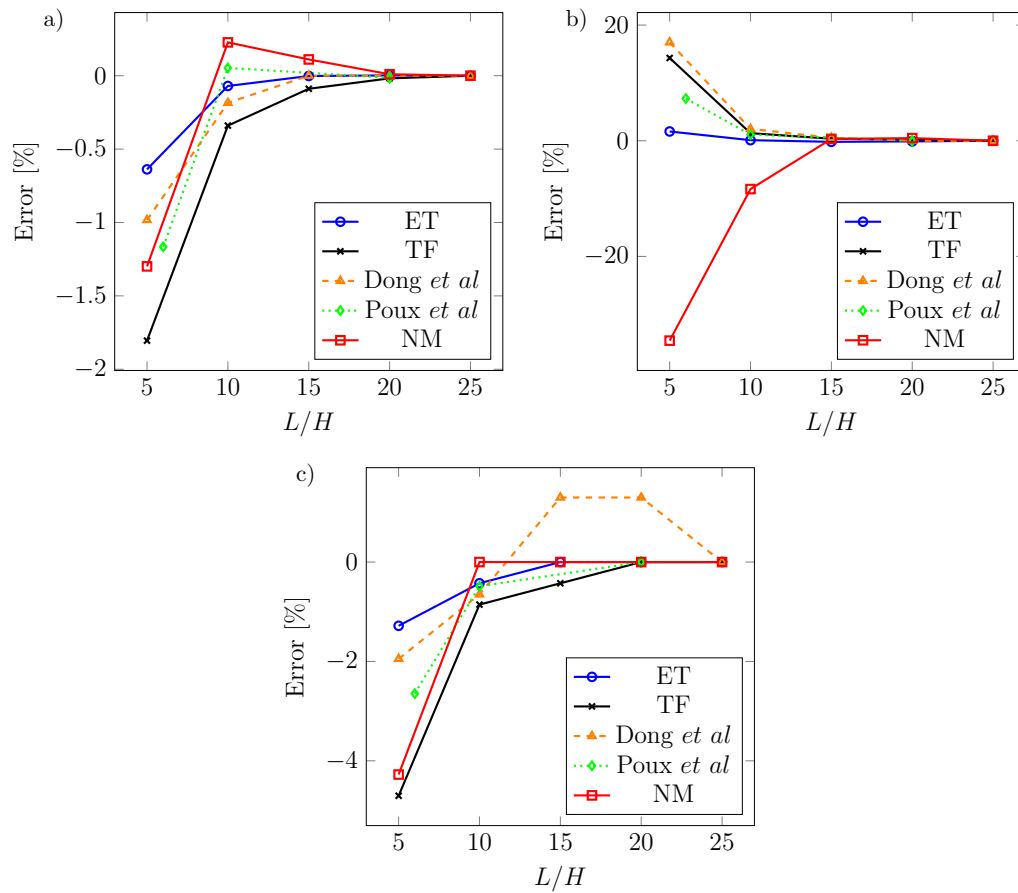 a)
0
−0.5
−1
−1.5
−2
Error [%]
5 10 15 20 25
L/H
ET
TF
Dong et al
Poux et al
NM
b)
20
0
−20
Error [%]
5 10 15 20 25
L/H
ET
TF
Dong et al
Poux et al
NM
c)
0
−2
−4
Error [%]
5 10 15 20 25
L/H
ET
TF
Dong et al
Poux et al
NM